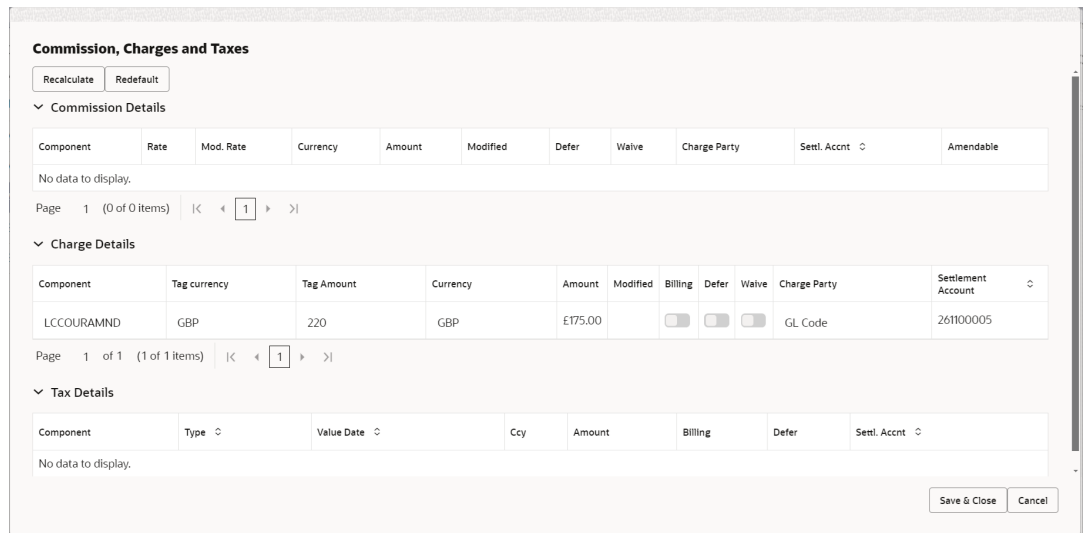 Commission, Charges and Taxes
Recalculate Redefault
Commission Details
Component Rate Mod. Rate Currency Amount Modified Defer Waive Charge Party Settl. Accnt Amendable
No data to display.
Page 1 (0 of 0 items) 1
Charge Details
Component Tag currency Tag Amount Currency Amount Modified Billing Defer Waive Charge Party Settlement Account
LCCOURAMND GBP 220 GBP £175.00 GL Code 261100005
Page 1 of 1 (1 of 1 items) 1
Tax Details
Component Type Value Date Ccy Amount Billing Defer Settl. Accnt
No data to display.
Save & Close Cancel